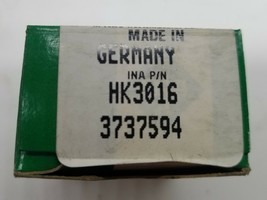 MADE IN
GERMANY
INA P/N
HK3016
3737594